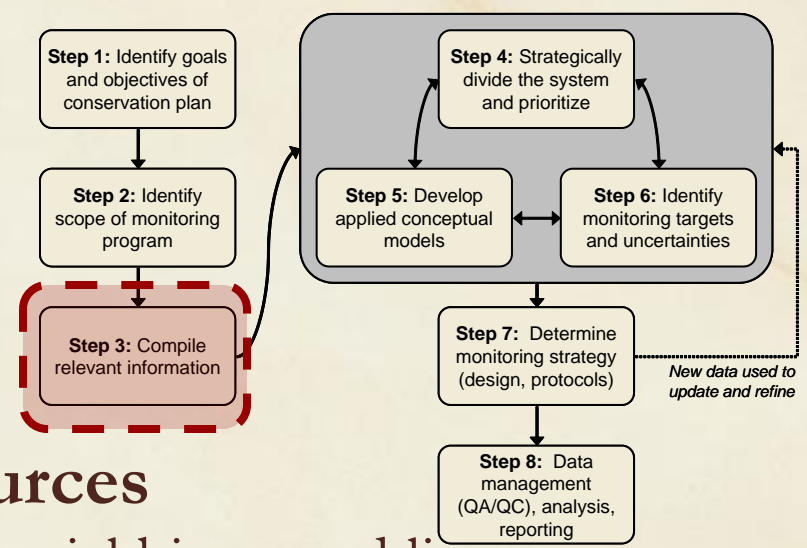 Step 1: Identify goals
and objectives of
conservation plan
Step 2: Identify
scope of monitoring
program
Step 3: Compile
relevant information
Step 4: Strategically
divide the system
and prioritize
Step 5: Develop
applied conceptual
models
Step 6: Identify
monitoring targets
and uncertainties
Step 7: Determine
monitoring strategy
(design, protocols)
New data used to
update and refine
Step 8: Data
management
(QA/QC), analysis,
reporting
urces